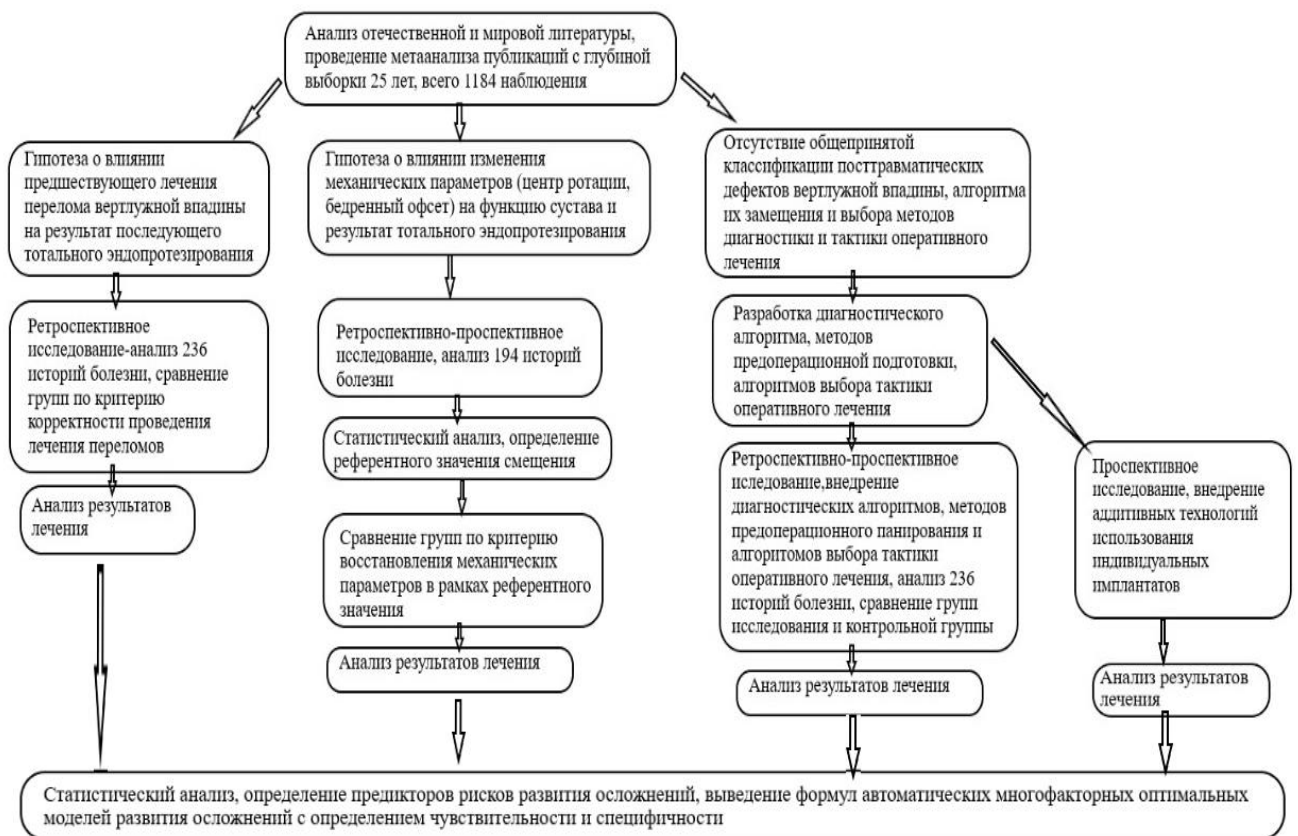 Анализ отечественной и мировой литературы,
проведение метаанализа публикаций с глубиной
выборки 25 лет, всего 1184 наблюдения
Гипотеза о влиянии
предшествующего лечения
перелома вертлужной впадины
на результат последующего
тотального эндопротезирования
Ретроспективное
исследование-анализ 236
историй болезни, сравнение
групп по критерию
корректности проведения
лечения переломов
Анализ результатов
лечения
Гипотеза о влиянии изменения
механических параметров (центр ротации,
бедренный офсет) на функцию сустава и
результат тотального эндопротезирования
Ретроспективно-проспективное
исследование, анализ 194 историй
болезни
Статистический анализ, определение
референтного значения смещения
Сравнение групп по критерию
восстановления механических
параметров в рамках референтного
значения
Анализ результатов лечения
Отсутствие общепринятой
классификации посттравматических
дефектов вертлужной впадины, алгоритма
их замещения и выбора методов
диагностики и тактики оперативного
лечения
Разработка диагностического
алгоритма, методов
предоперационной подготовки,
алгоритмов выбора тактики
оперативного лечения
Ретроспективно-проспективное
иследование,внедрение
диагностических алгоритмов, методов
предоперационного панирования и
алгоритомов выбора тактики
оперативного лечения, анализ 236
историй болезни, сравнение групп
исследования и контрольной группы
Анализ результатов лечения
Проспективное
исследование, внедрение
аддитивных технологий
использования
индивидуальных
имплантатов
Анализ результатов
лечения
Статистический анализ, определение предикторов рисков развития осложнений, выведение формул автоматических многофакторных оптимальных
моделей развития осложнений с определением чувствительности и специфичности